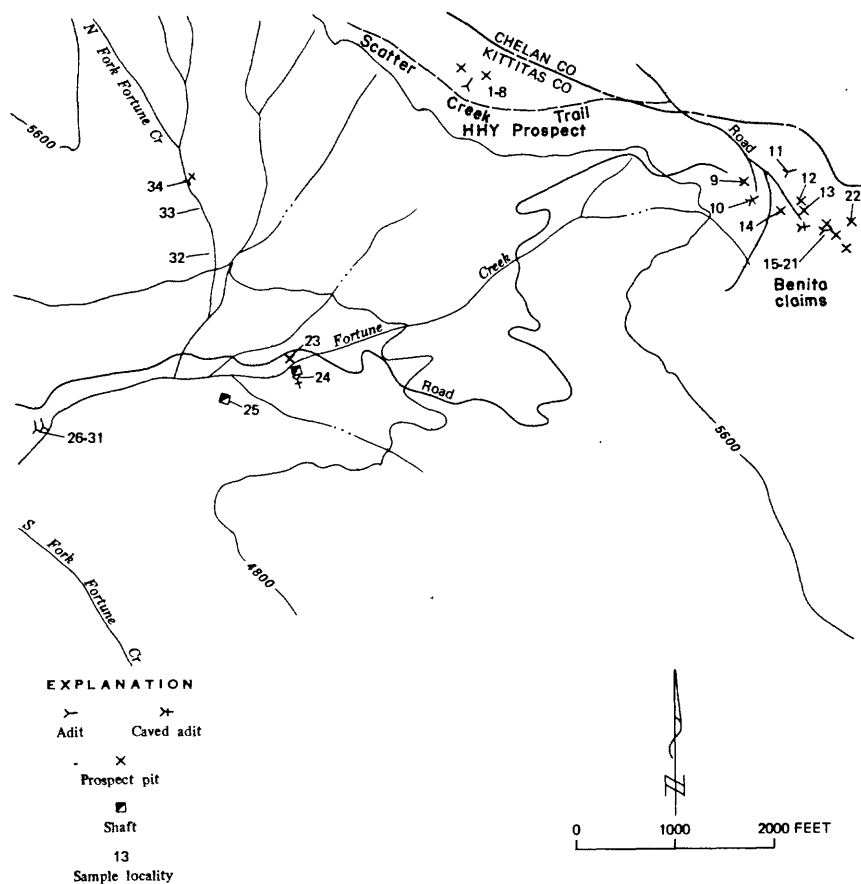 N Fork Fortune Cr
5600
Scatter Creek Trail
CHELAN CO
KITTITAS CO
1-8
HHY Prospect
Road
11
9
12
13
22
10
14
34
33
32
15-21
Benita
claims
Creek
Fortune
23
24
Road
25
26-31
5600
4800
S Fork Fortune Cr
EXPLANATION
Adit Caved adit
Prospect pit
Shaft
13
Sample locality
N
0 1000 2000 FEET